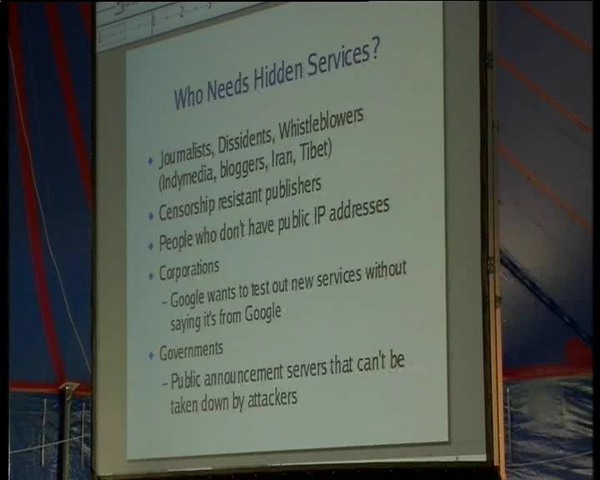 Who Needs Hidden Services?
• Journalists, Dissidents, Whistleblowers
(Indymedia, bloggers, Iran, Tibet)
• Censorship resistant publishers
• People who don't have public IP addresses
• Corporations
– Google wants to test out new services without
saying it's from Google
• Governments
– Public announcement servers that can't be
taken down by attackers